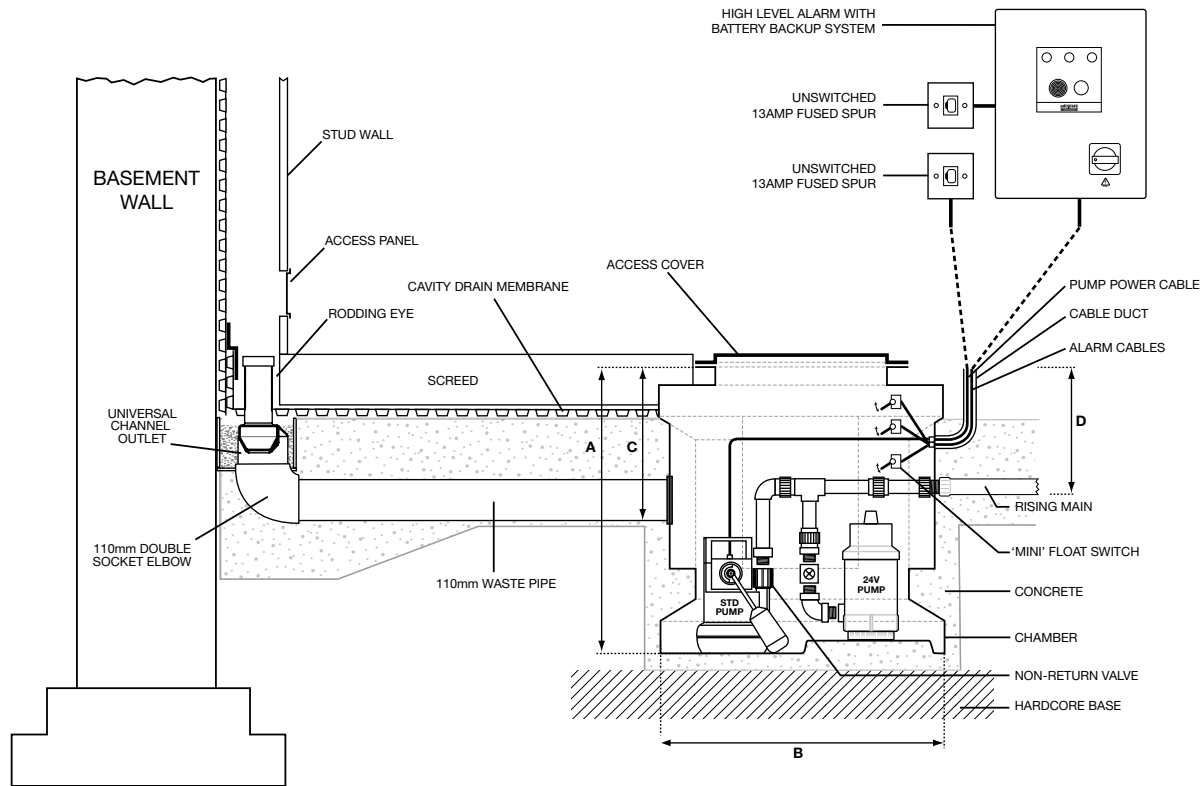 HIGH LEVEL ALARM WITH
BATTERY BACKUP SYSTEM
UNSWITCHED
13AMP FUSED SPUR
UNSWITCHED
13AMP FUSED SPUR
STUD WALL
BASEMENT
WALL
ACCESS PANEL
ACCESS COVER
CAVITY DRAIN MEMBRANE
PUMP POWER CABLE
CABLE DUCT
RODDING EYE
ALARM CABLES
SCREED
UNIVERSAL
CHANNEL
OUTLET
A
C
D
RISING MAIN
110mm DOUBLE
SOCKET ELBOW
110mm WASTE PIPE
'MINI' FLOAT SWITCH
24V
PUMP
STD
PUMP
CONCRETE
CHAMBER
NON-RETURN VALVE
HARDCORE BASE
B